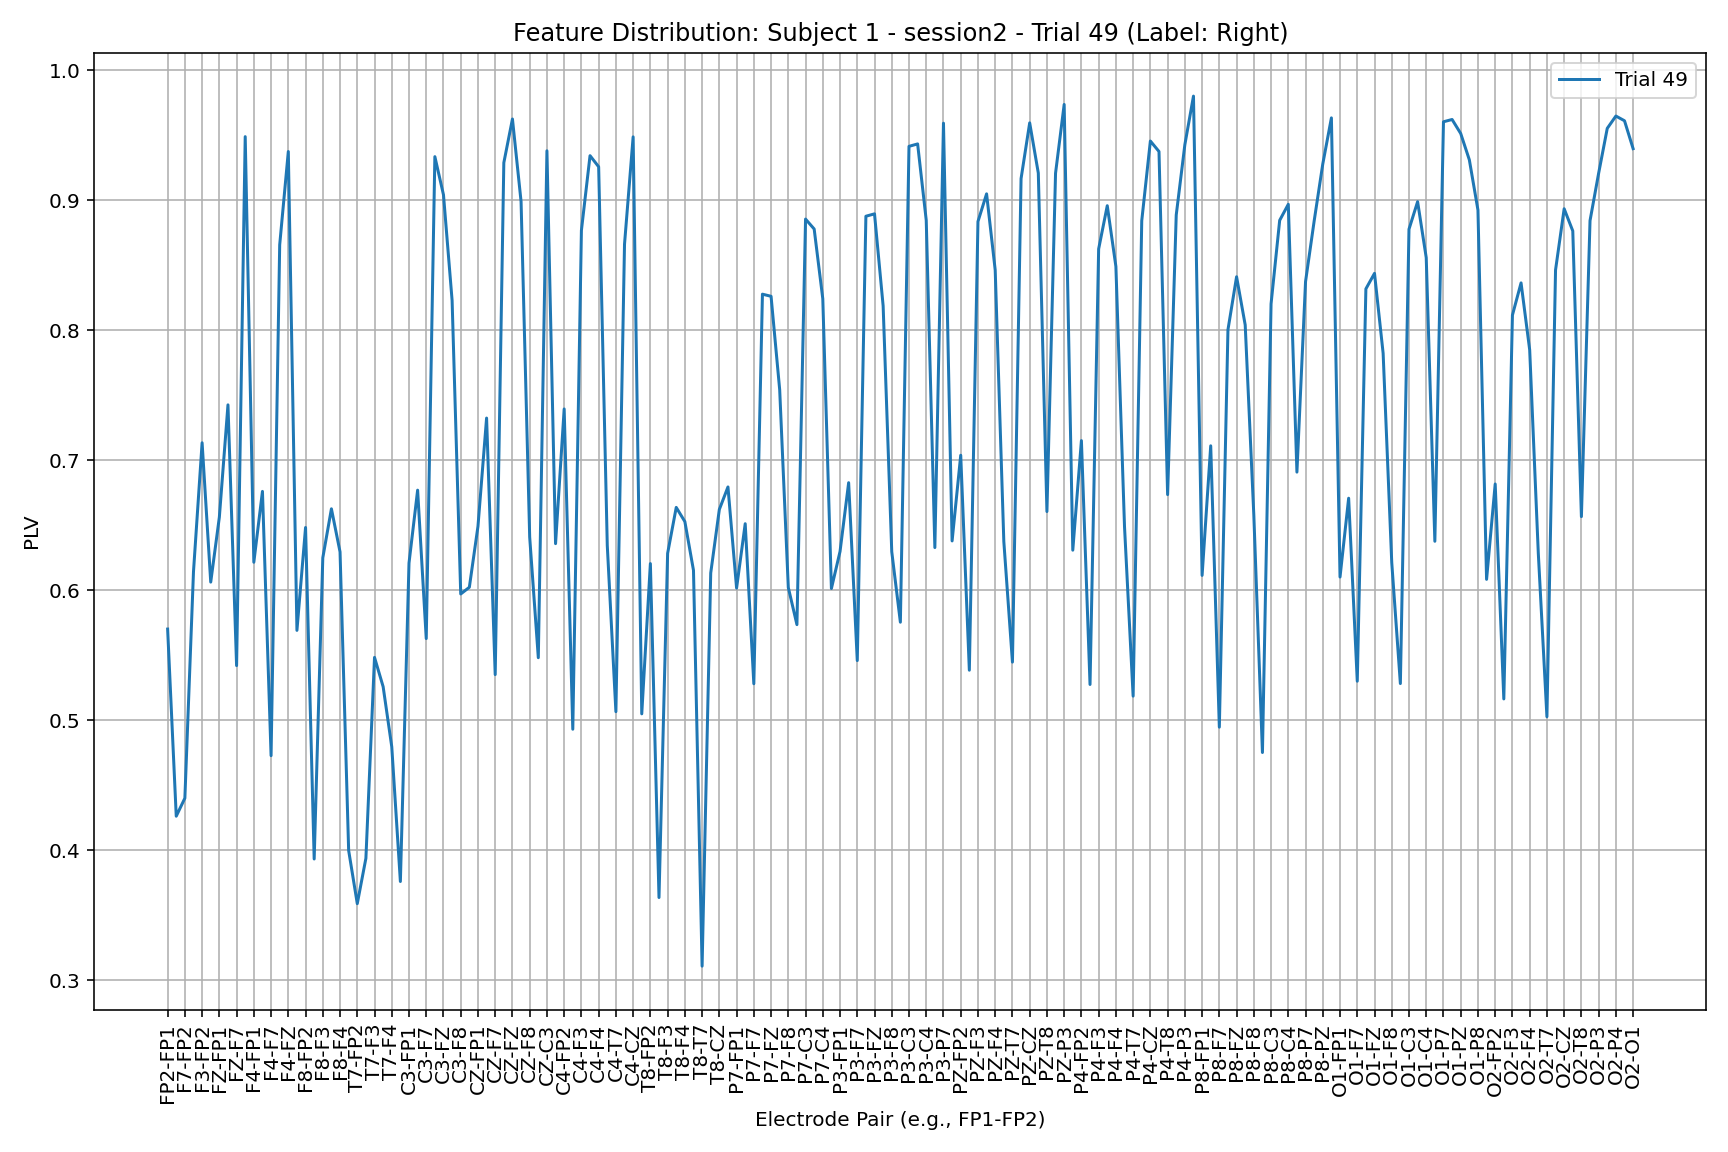 Feature Distribution: Subject 1 - session2 - Trial 49 (Label: Right)
Trial 49
1.0
0.9
0.8
0.7
0.6
0.5
0.4
0.3
PLV
FP2-FP1
F7-FP2
F3-FP2
FZ-FP1
FZ-F7
F4-FP1
F4-F7
F4-FZ
F8-FP2
F8-F3
F8-F4
T7-FP2
T7-F3
T7-F4
C3-FP1
C3-F7
C3-FZ
C3-F8
CZ-FP1
CZ-F7
CZ-FZ
CZ-F8
CZ-C3
C4-FP2
C4-F3
C4-F4
C4-T7
C4-CZ
T8-FP2
T8-F3
T8-F4
T8-T7
T8-CZ
P7-FP1
P7-F7
P7-FZ
P7-F8
P7-C3
P7-C4
P3-FP1
P3-F7
P3-FZ
P3-F8
P3-C3
P3-C4
P3-P7
PZ-FP2
PZ-F3
PZ-F4
PZ-T7
PZ-CZ
PZ-T8
PZ-P3
P4-FP2
P4-F3
P4-F4
P4-T7
P4-CZ
P4-T8
P4-P3
P8-FP1
P8-F7
P8-FZ
P8-F8
P8-C3
P8-C4
P8-P7
P8-PZ
O1-FP1
O1-F7
O1-FZ
O1-F8
O1-C3
O1-C4
O1-P7
O1-PZ
O1-P8
O2-FP2
O2-F3
O2-F4
O2-T7
O2-CZ
O2-T8
O2-P3
O2-P4
O2-O1
Electrode Pair (e.g., FP1-FP2)